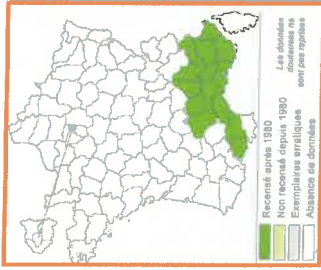 Recensé après 1980
Non recensé depuis 1980
Exemplaires erratiques
Absence de données
Les données
douteuses ne
sont pas reprises